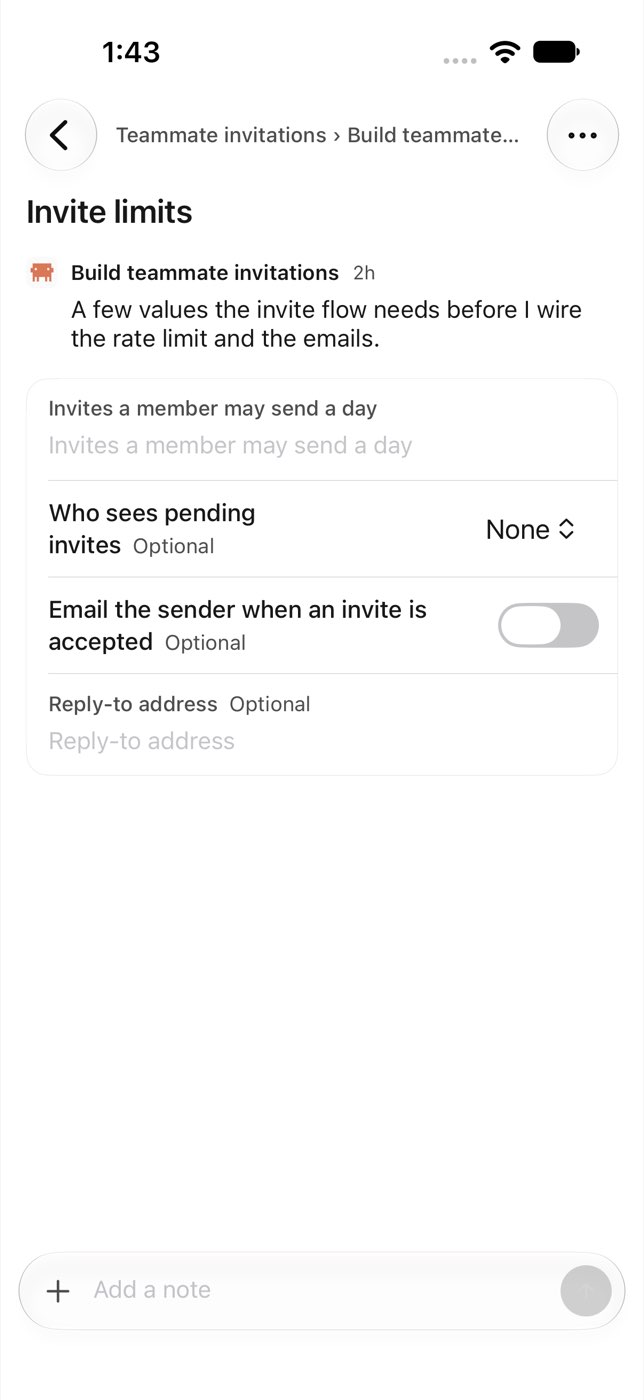 1:43
Teammate invitations › Build teammate...
Invite limits
Build teammate invitations 2h
A few values the invite flow needs before I wire
the rate limit and the emails.
Invites a member may send a day
Invites a member may send a day
Who sees pending
invites Optional
None
Email the sender when an invite is
accepted Optional
Reply-to address Optional
Reply-to address
Add a note